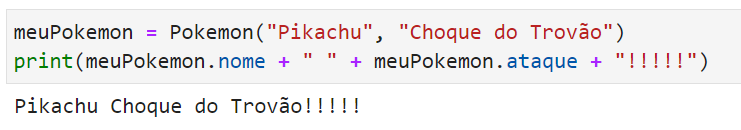 meuPokemon = Pokemon("Pikachu", "Choque do Trovão")
print(meuPokemon.nome + " " + meuPokemon.ataque + "!!!!!")
Pikachu Choque do Trovão!!!!!